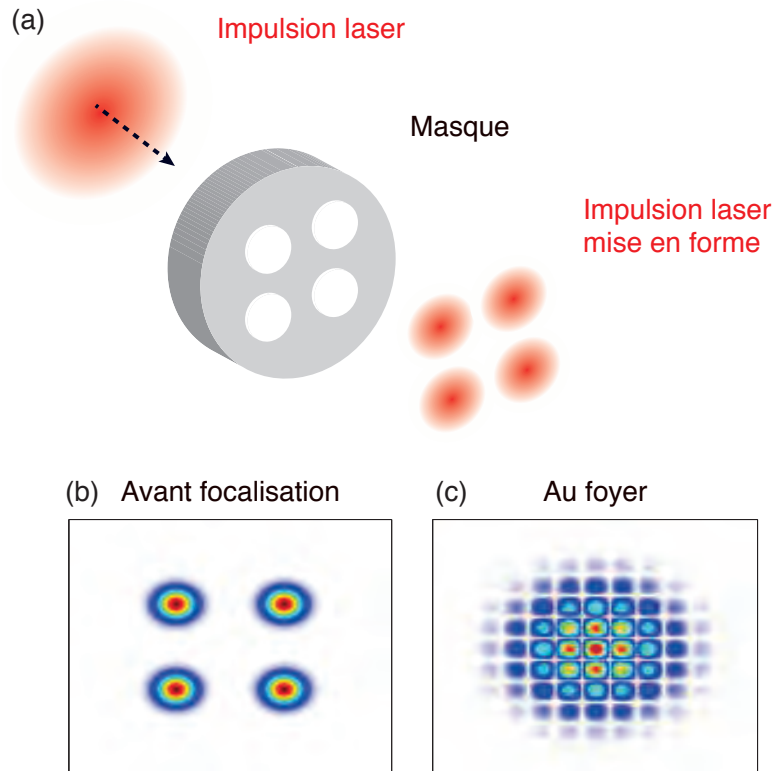 (a)
Impulsion laser
Masque
Impulsion laser
mise en forme
(b) Avant focalisation
(c) Au foyer